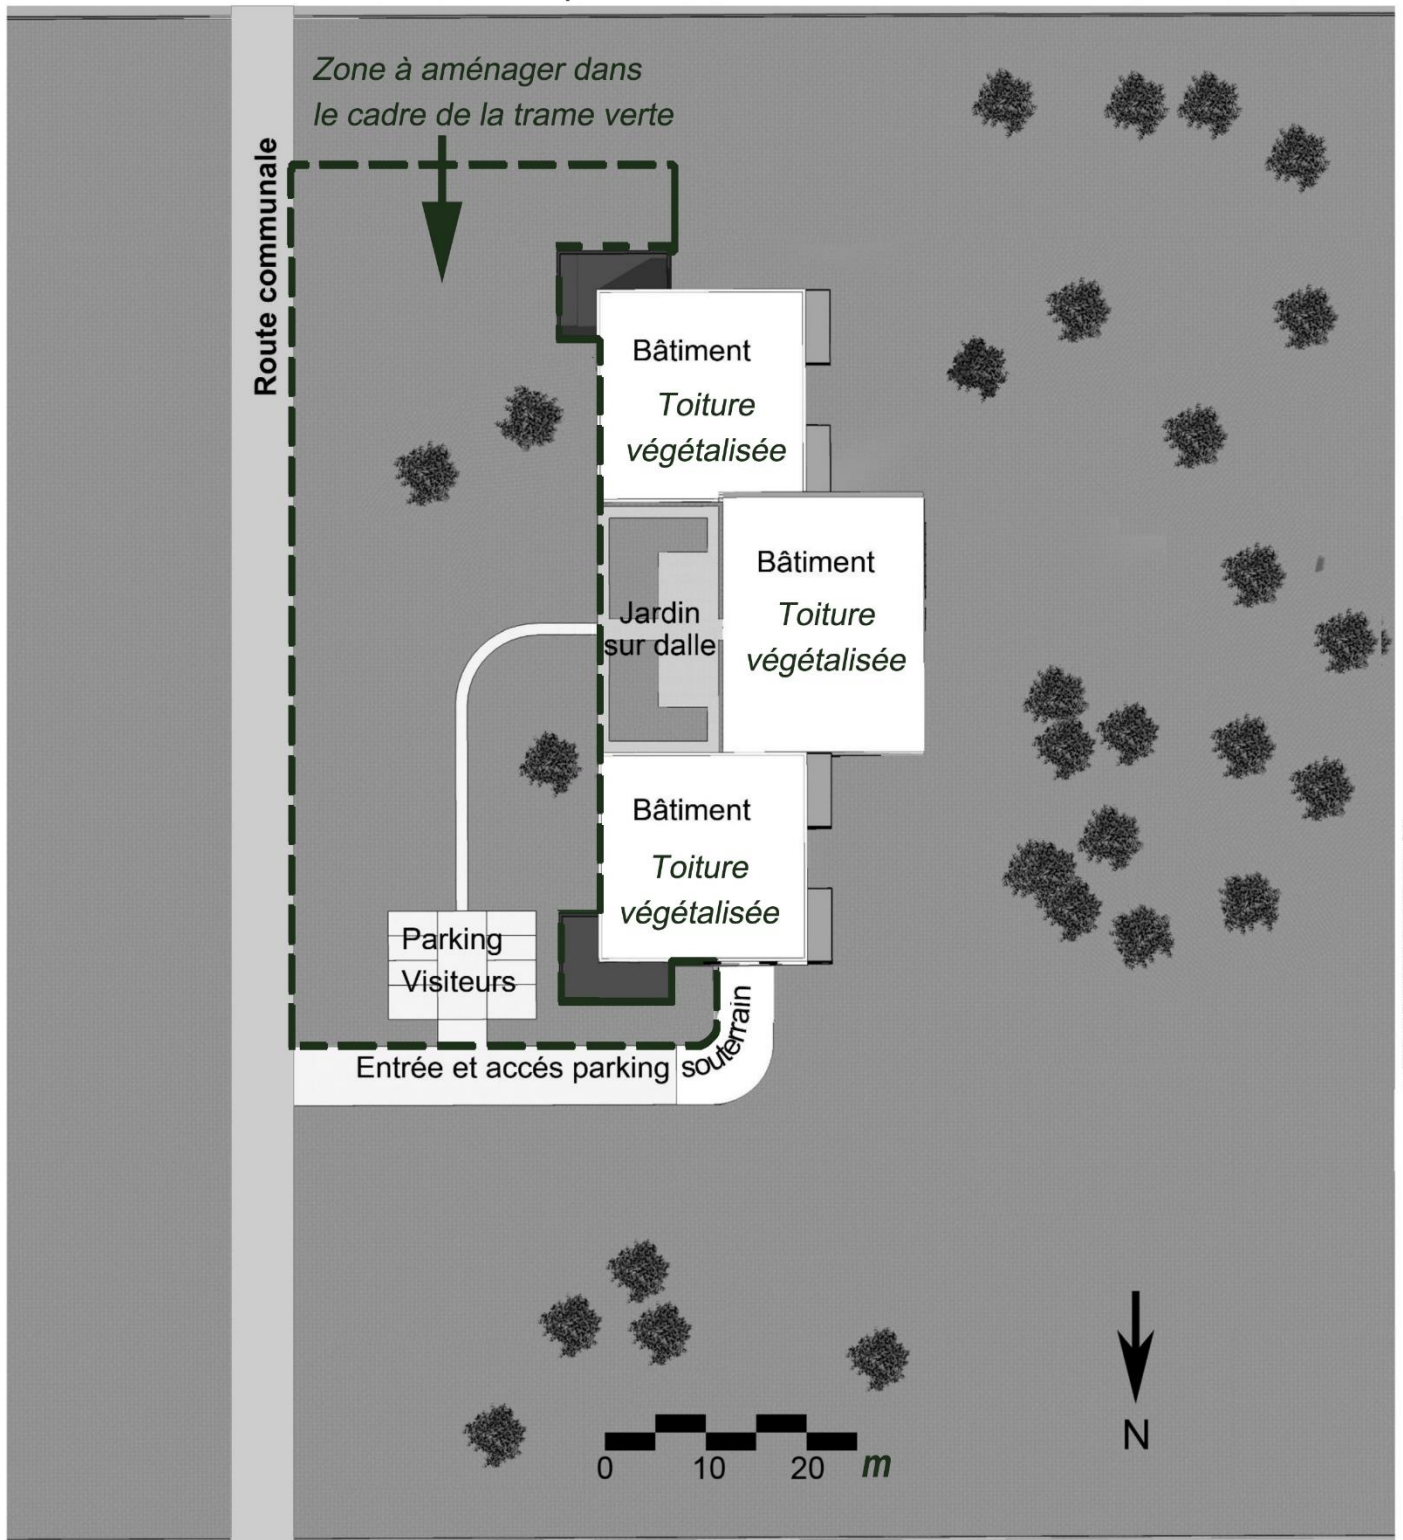 Zone à aménager dans
le cadre de la trame verte
Route communale
Bâtiment
Toiture
végétalisée
Bâtiment
Toiture
végétalisée
Jardin
sur dalle
Bâtiment
Toiture
végétalisée
Parking
Visiteurs
Entrée et accés parking souterrain
0 10 20 m
N